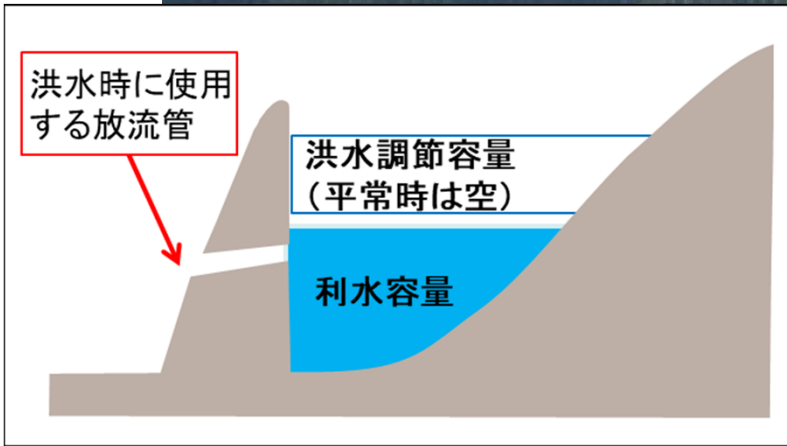 洪水時に使用
する放流管
洪水調節容量
（平常時は空）
利水容量